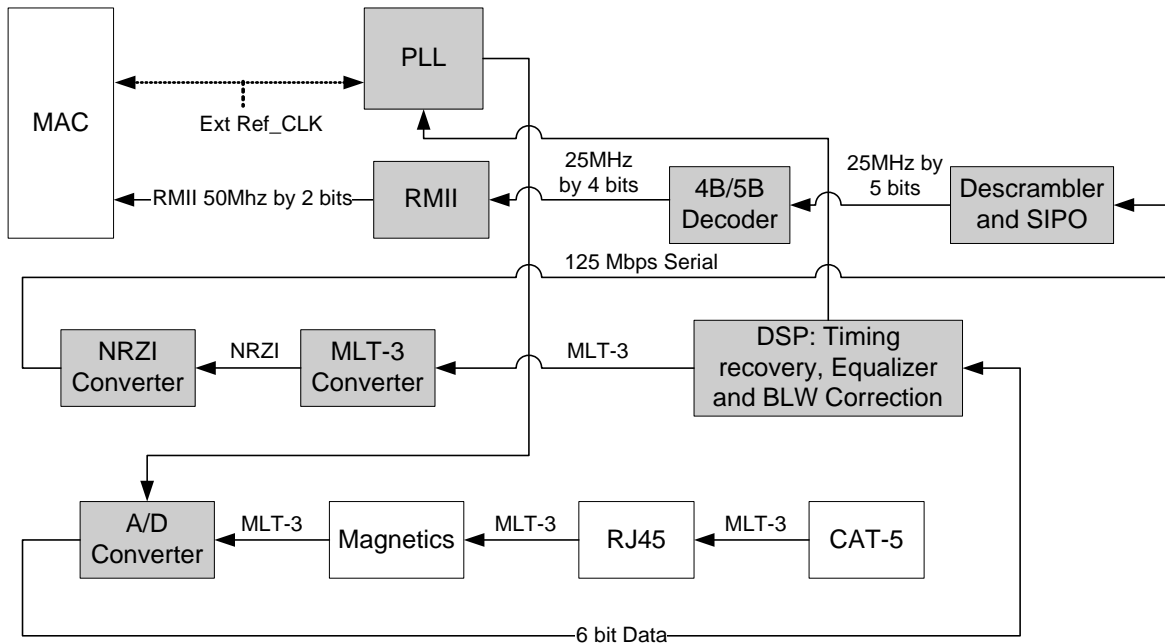 PLL
MAC
Ext Ref_CLK
RMII 50Mhz by 2 bits
RMII
25MHz
by 4 bits
4B/5B
Decoder
25MHz by
5 bits
Descrambler
and SIPO
125 Mbps Serial
NRZI
Converter
NRZI
MLT-3
Converter
MLT-3
DSP: Timing
recovery, Equalizer
and BLW Correction
A/D
Converter
MLT-3
Magnetics
MLT-3
RJ45
MLT-3
CAT-5
6 bit Data